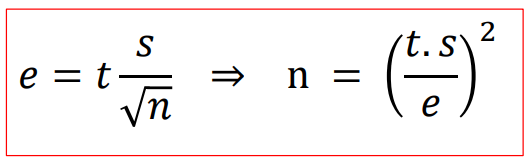 e = t s/√n ⇒ n = (t.s/e)²